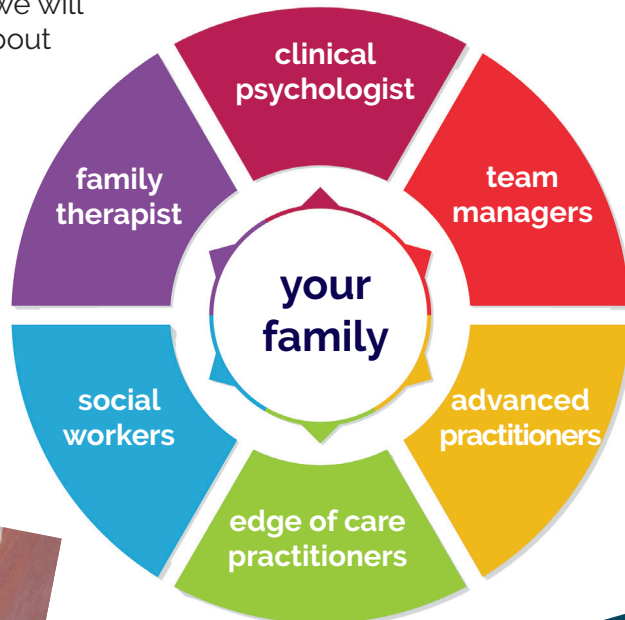 we will
bout
clinical
psychologist
team
managers
advanced
practitioners
edge of care
practitioners
social
workers
family
therapist
your
family